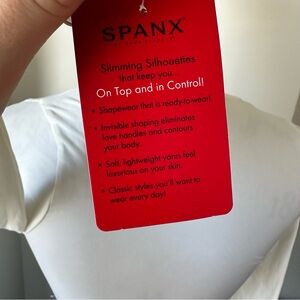 SPANX
Slimming Silhouettes
that keep you...
On Top and in Control!
• Shapewear that is ready-to-wear!
• Invisible shaping eliminates
love handles and contours
your body.
• Soft, lightweight yarns feel
luxurious on your skin.
• Classic styles you'll want to
wear every day!